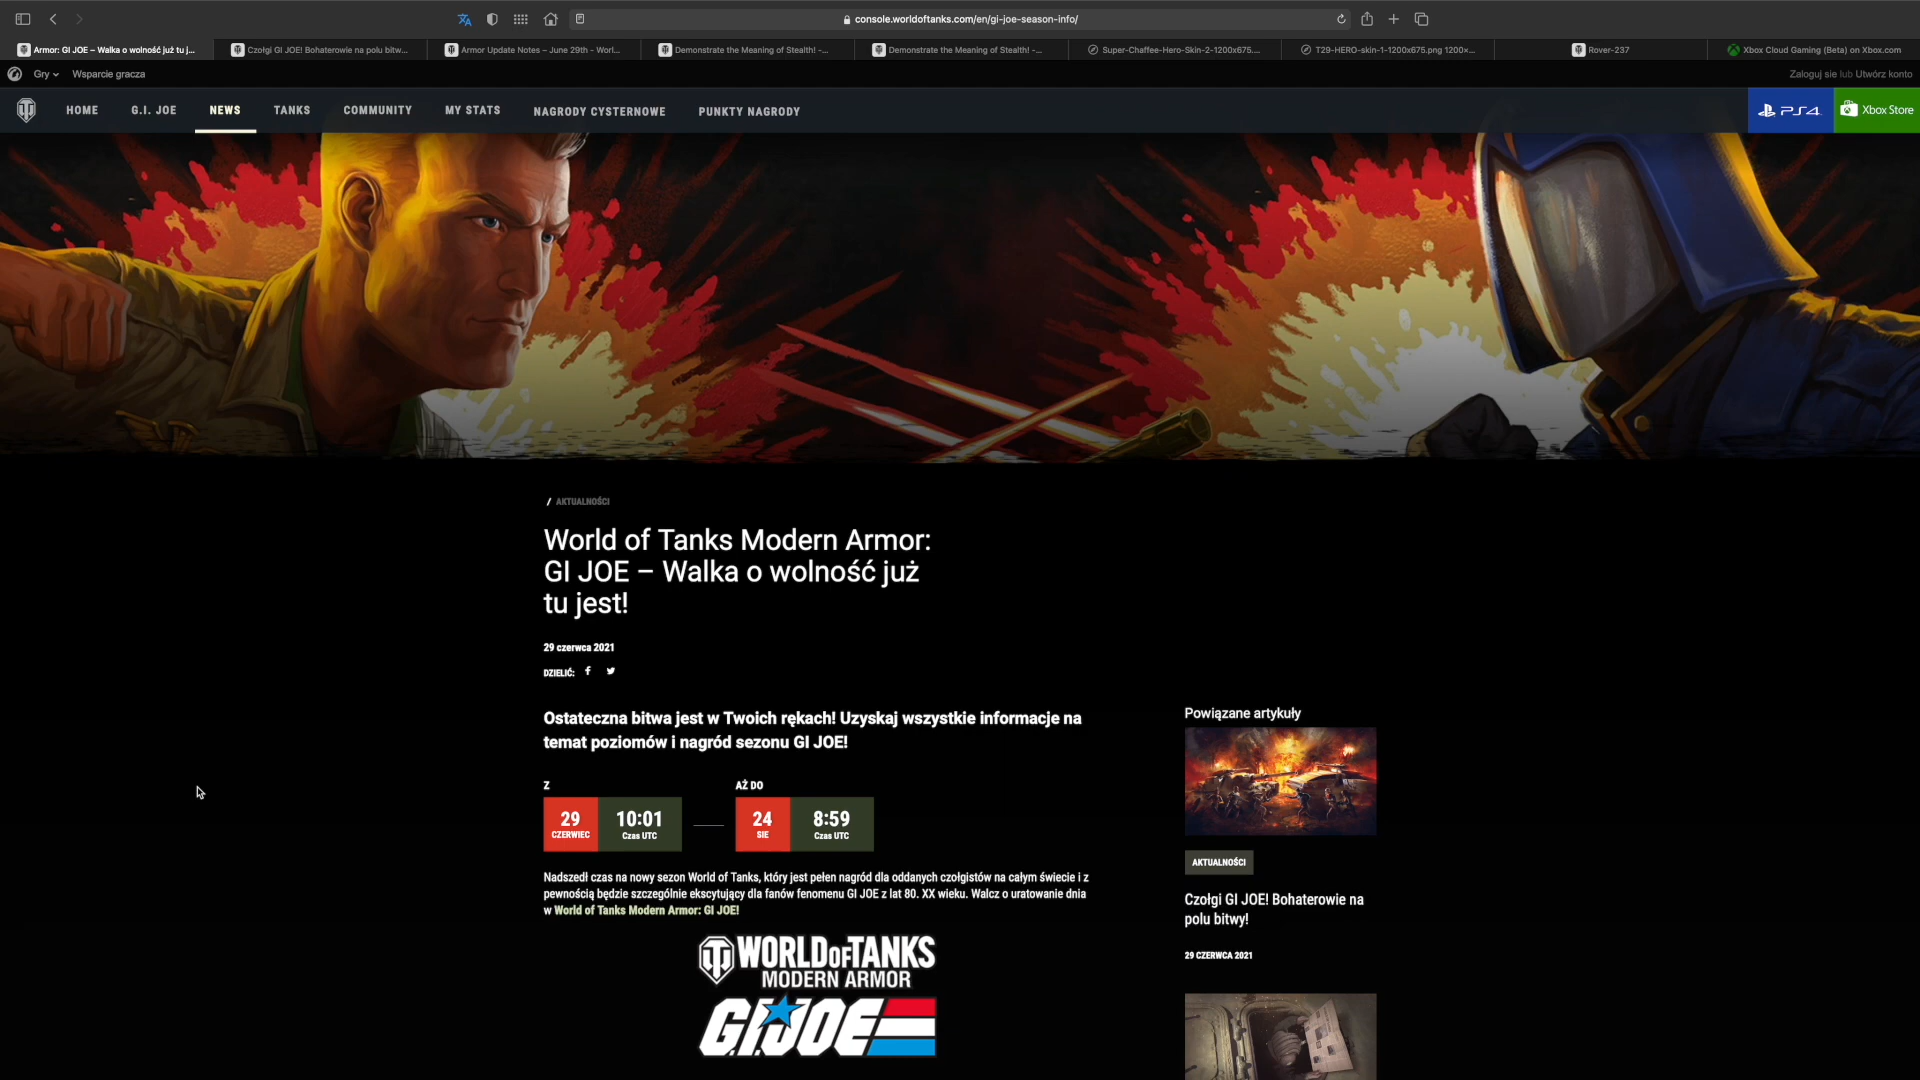 console.worldoftanks.com/en/gi-joe-season-info/
Armor: GI JOE – Walka o wolność już tu j...
Czołgi GI JOE! Bohaterowie na polu bitw...
Armor Update Notes – June 29th - Worl...
Demonstrate the Meaning of Stealth! -...
Demonstrate the Meaning of Stealth! -...
Super-Chaffee-Hero-Skin-2-1200x675....
T29-HERO-skin-1-1200x675.png 1200×...
Rover-237
Xbox Cloud Gaming (Beta) on Xbox.com
Gry
Wsparcie gracza
Zaloguj sie lub Utwórz konto
HOME
G.I. JOE
NEWS
TANKS
COMMUNITY
MY STATS
NAGRODY CYSTERNOWE
PUNKTY NAGRODY
PS4
Xbox Store
/ AKTUALNOŚCI
World of Tanks Modern Armor:
GI JOE – Walka o wolność już
tu jest!
29 czerwca 2021
DZIELIĆ:
Ostateczna bitwa jest w Twoich rękach! Uzyskaj wszystkie informacje na
temat poziomów i nagród sezonu GI JOE!
Z
29
CZERWIEC
10:01
Czas UTC
AŻ DO
24
SIE
8:59
Czas UTC
Nadszedł czas na nowy sezon World of Tanks, który jest pełen nagród dla oddanych czołgistów na całym świecie i z
pewnością będzie szczególnie ekscytujący dla fanów fenomenu GI JOE z lat 80. XX wieku. Walcz o uratowanie dnia
w World of Tanks Modern Armor: GI JOE!
WORLD OF TANKS
MODERN ARMOR
G.I. JOE
Powiązane artykuły
AKTUALNOŚCI
Czołgi GI JOE! Bohaterowie na
polu bitwy!
29 CZERWCA 2021